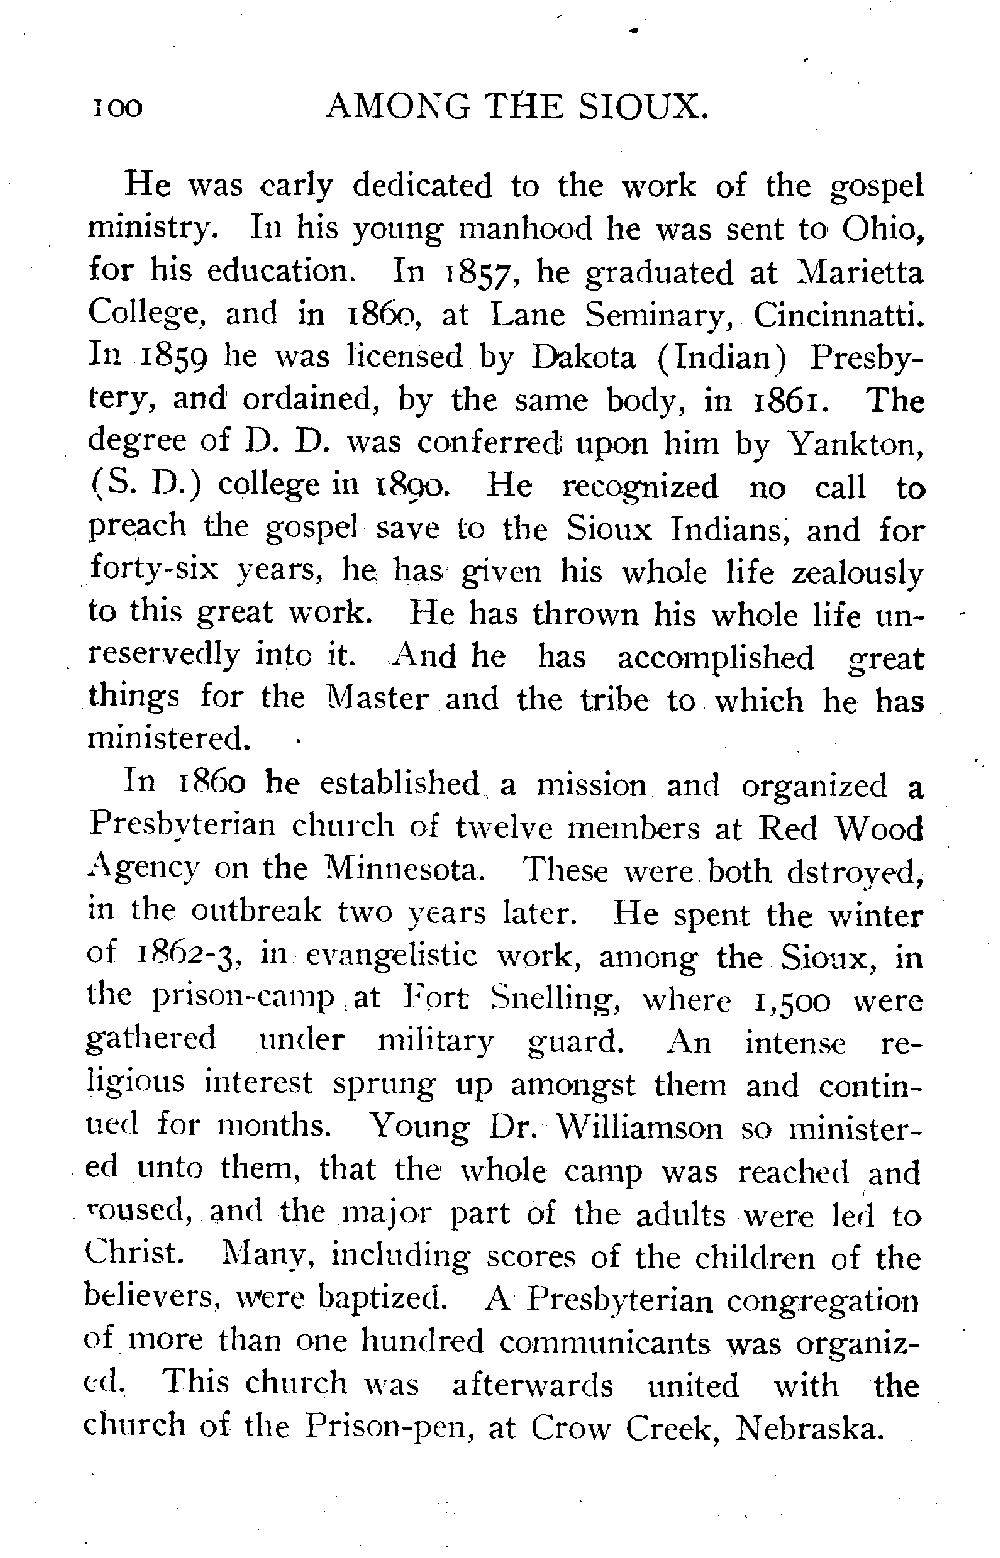 100 AMONG THE SIOUX.
He was early dedicated to the work of the gospel
ministry. In his young manhood he was sent to Ohio,
for his education. In 1857, he graduated at Marietta
College, and in 1860, at Lane Seminary, Cincinnatti.
In 1859 he was licensed by Dakota (Indian) Presby-
tery, and ordained, by the same body, in 1861. The
degree of D. D. was conferred upon him by Yankton,
(S. D.) college in 1890. He recognized no call to
preach the gospel save to the Sioux Indians, and for
forty-six years, he has given his whole life zealously
to this great work. He has thrown his whole life un-
reservedly into it. And he has accomplished great
things for the Master and the tribe to which he has
ministered.
In 1860 he established a mission and organized a
Presbyterian church of twelve members at Red Wood
Agency on the Minnesota. These were both dstroyed,
in the outbreak two years later. He spent the winter
of 1862-3, in evangelistic work, among the Sioux, in
the prison-camp at Fort Snelling, where 1,500 were
gathered under military guard. An intense re-
ligious interest sprung up amongst them and contin-
ued for months. Young Dr. Williamson so minister-
ed unto them, that the whole camp was reached and
roused, and the major part of the adults were led to
Christ. Many, including scores of the children of the
believers, were baptized. A Presbyterian congregation
of more than one hundred communicants was organiz-
ed. This church was afterwards united with the
church of the Prison-pen, at Crow Creek, Nebraska.